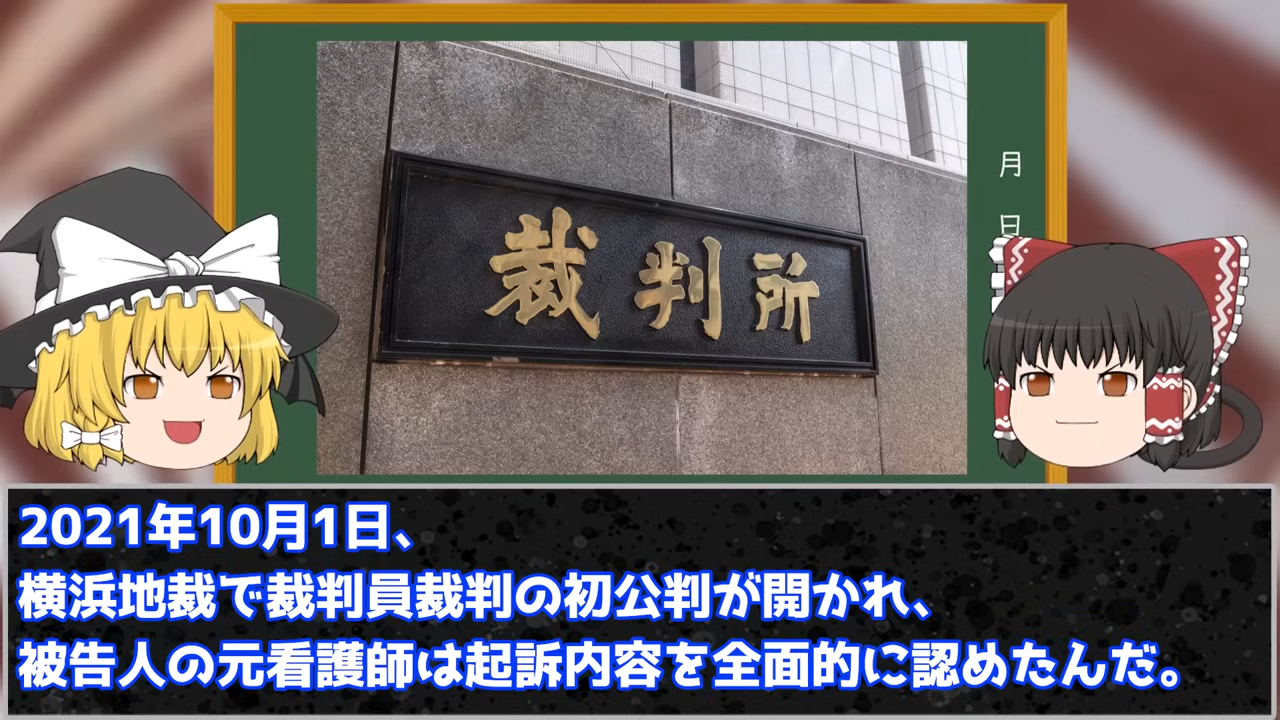 裁判所
月
日
2021年10月1日、
横浜地裁で裁判員裁判の初公判が開かれ、
被告人の元看護師は起訴内容を全面的に認めたんだ。